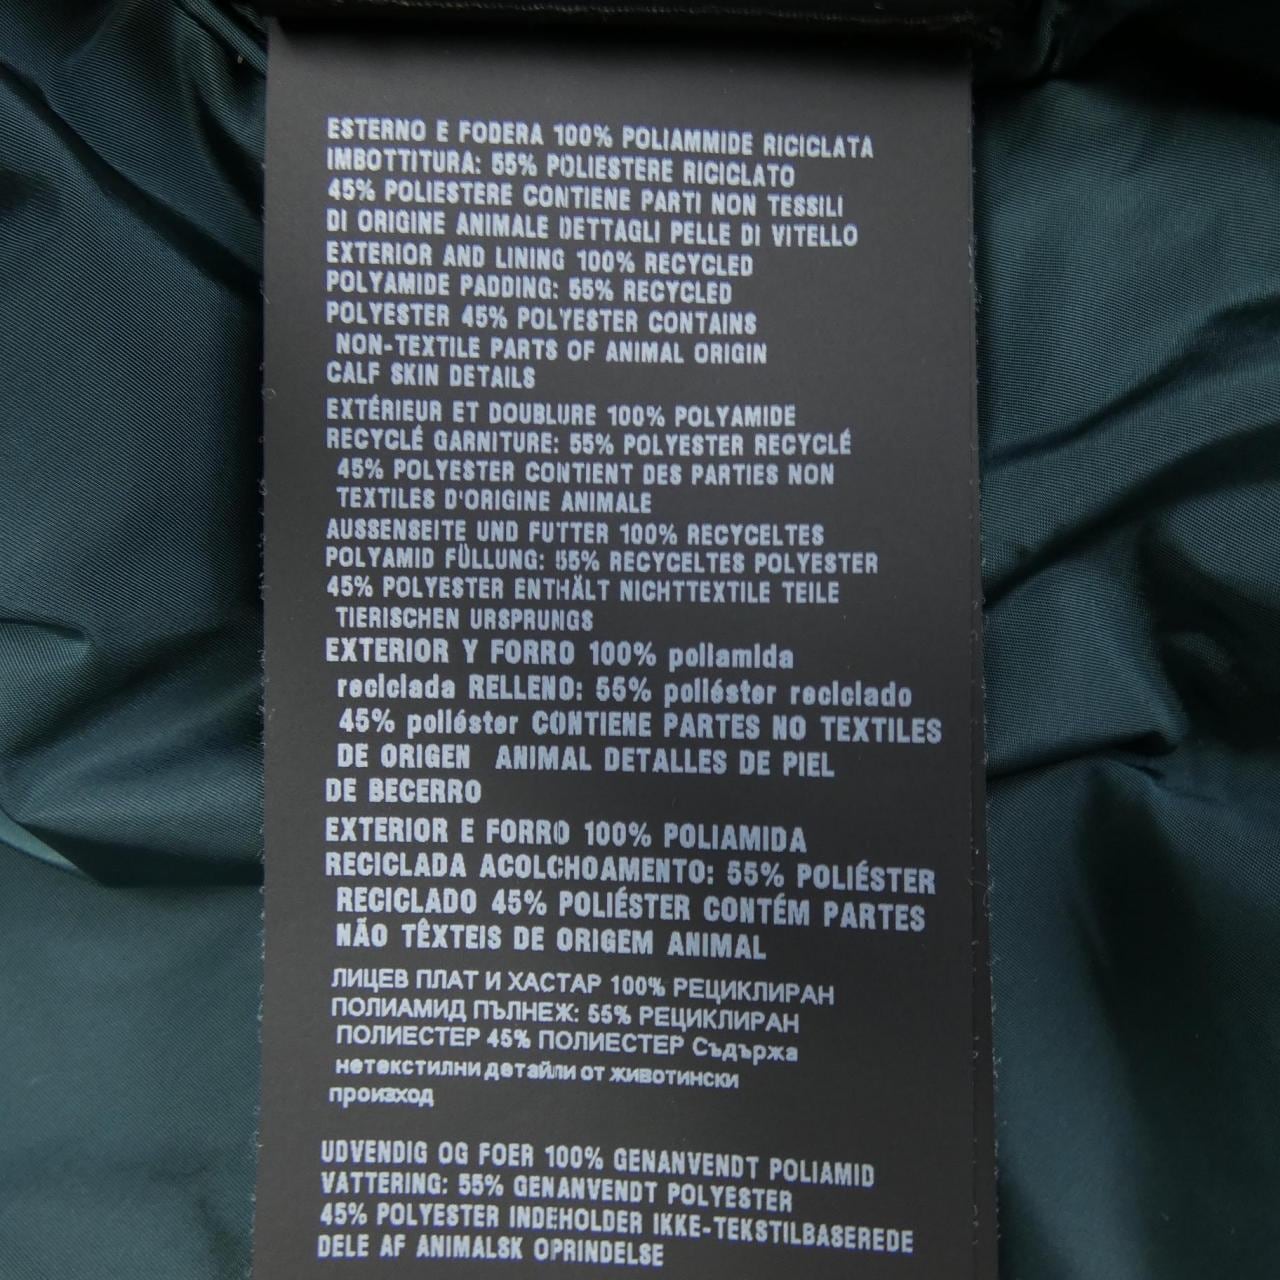 ESTERNO E FODERA 100% POLIAMMIDE RICICLATA
IMBOTTITURA: 55% POLIESTERE RICICLATO
45% POLIESTERE CONTIENE PARTI NON TESSILI
DI ORIGINE ANIMALE DETTAGLI PELLE DI VITELLO
EXTERIOR AND LINING 100% RECYCLED
POLYAMIDE PADDING: 55% RECYCLED
POLYESTER 45% POLYESTER CONTAINS
NON-TEXTILE PARTS OF ANIMAL ORIGIN
CALF SKIN DETAILS
EXTÉRIEUR ET DOUBLURE 100% POLYAMIDE
RECYCLÉ GARNITURE: 55% POLYESTER RECYCLÉ
45% POLYESTER CONTIENT DES PARTIES NON
TEXTILES D'ORIGINE ANIMALE
AUSSENSEITE UND FUTTER 100% RECYCELTES
POLYAMID FÜLLUNG: 55% RECYCELTES POLYESTER
45% POLYESTER ENTHÄLT NICHTTEXTILE TEILE
TIERISCHEN URSPRUNGS
EXTERIOR Y FORRO 100% poliamida
reciclada RELLENO: 55% poliéster reciclado
45% poliéster CONTIENE PARTES NO TEXTILES
DE ORIGEN ANIMAL DETALLES DE PIEL
DE BECERRO
EXTERIOR E FORRO 100% POLIAMIDA
RECICLADA ACOLCHOAMENTO: 55% POLIÉSTER
RECICLADO 45% POLIÉSTER CONTÉM PARTES
NÃO TÊXTEIS DE ORIGEM ANIMAL
ЛИЦЕВ ПЛАТ И ХАСТАР 100% РЕЦИКЛИРАН
ПОЛИАМИД ПЪЛНЕЖ: 55% РЕЦИКЛИРАН
ПОЛИЕСТЕР 45% ПОЛИЕСТЕР Съдържа
нетекстилни детайли от животински
произход
UDVENDIG OG FOER 100% GENANVENDT POLIAMID
VATTERING: 55% GENANVENDT POLYESTER
45% POLYESTER INDEHOLDER IKKE-TEKSTILBASEREDE
DELE AF ANIMALSK OPRINDELSE